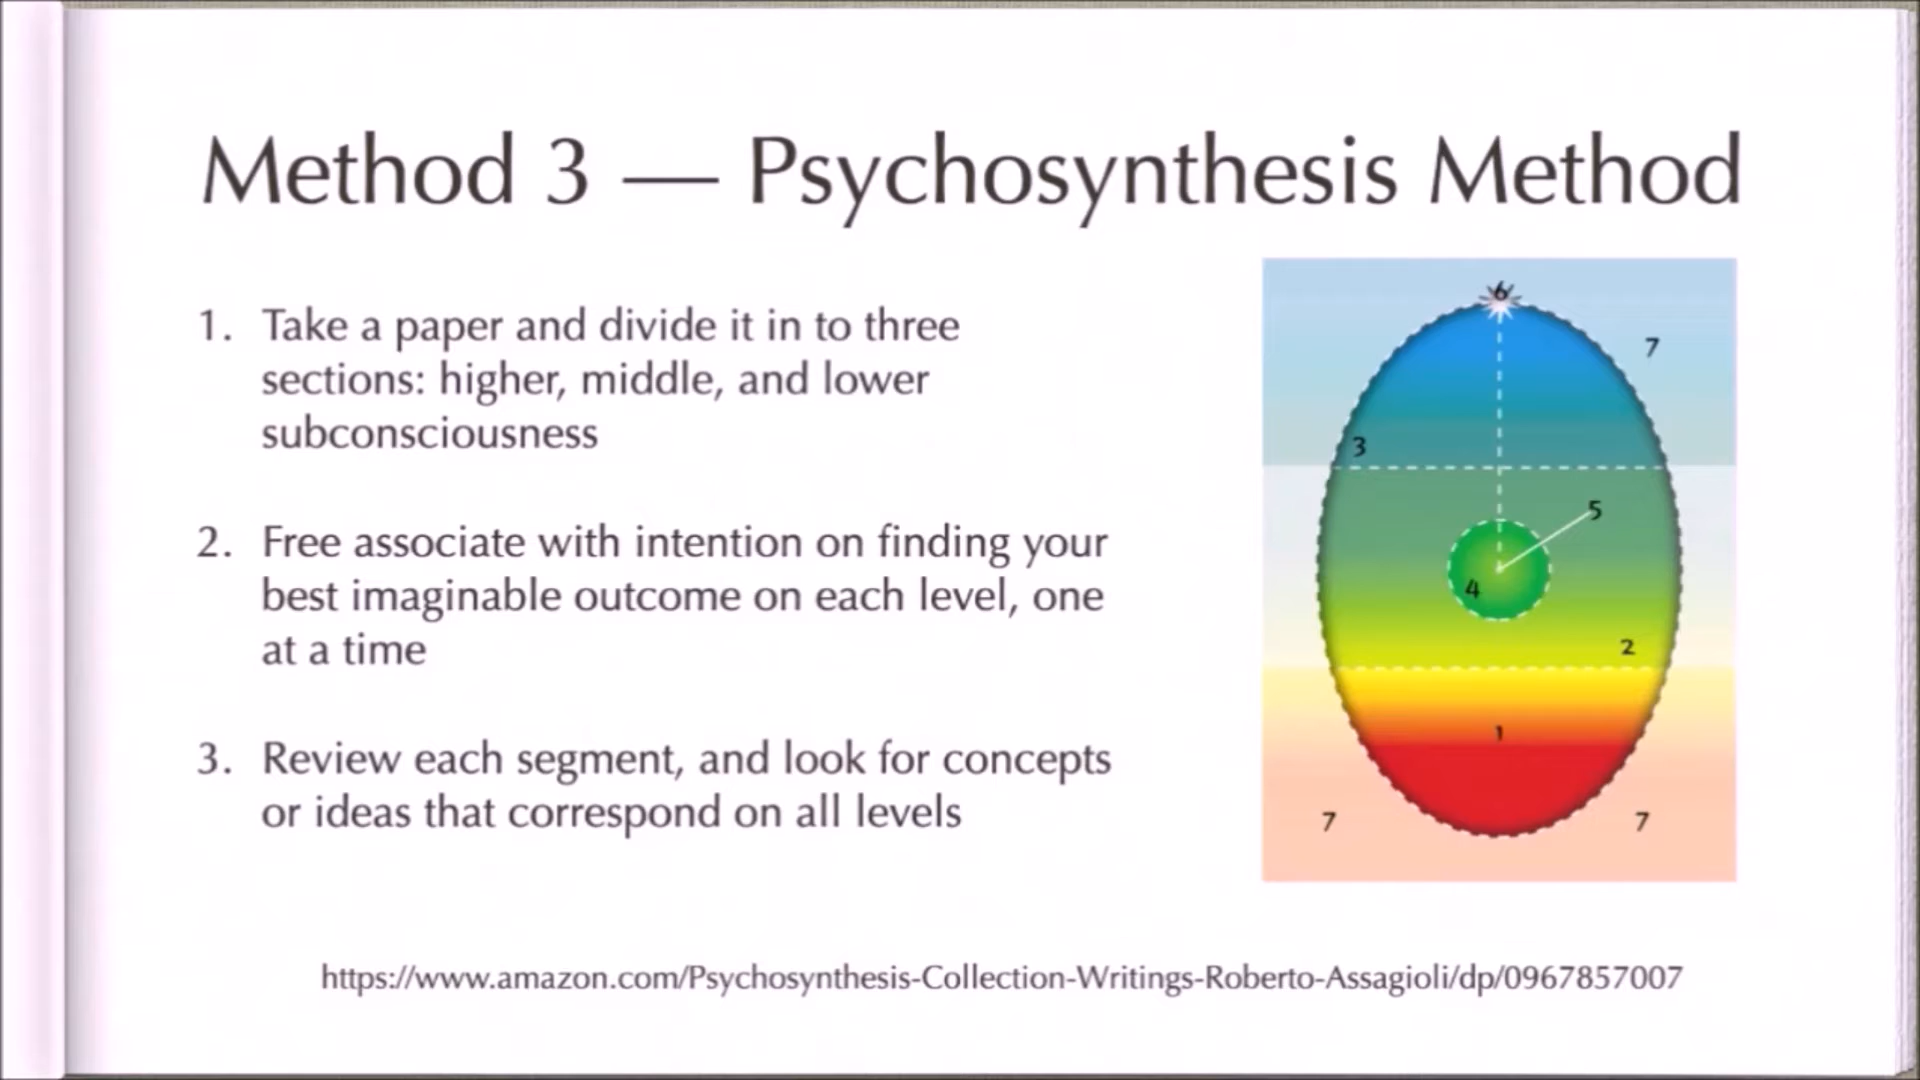 Method 3 — Psychosynthesis Method
1. Take a paper and divide it in to three
sections: higher, middle, and lower
subconsciousness
2. Free associate with intention on finding your
best imaginable outcome on each level, one
at a time
3. Review each segment, and look for concepts
or ideas that correspond on all levels
6
7
3
5
4
2
1
7
7
https://www.amazon.com/Psychosynthesis-Collection-Writings-Roberto-Assagioli/dp/0967857007